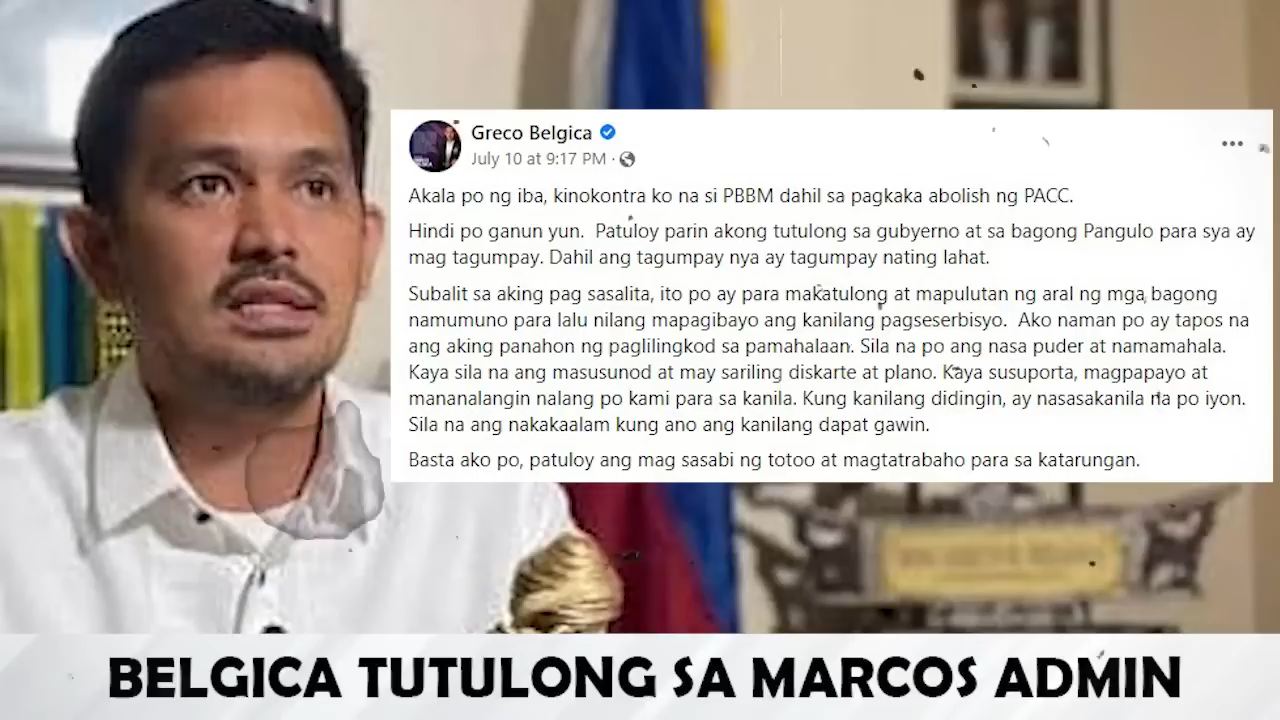 Greco Belgica
July 10 at 9:17 PM ·
Akala po ng iba, kinokontra ko na si PBBM dahil sa pagkaka abolish ng PACC.
Hindi po ganun yun. Patuloy parin akong tutulong sa gubyerno at sa bagong Pangulo para sya ay
mag tagumpay. Dahil ang tagumpay nya ay tagumpay nating lahat.
Subalit sa aking pag sasalita, ito po ay para makatulong at mapulutan ng aral ng mga bagong
namumuno para lalu nilang mapagibayo ang kanilang pagseserbisyo. Ako naman po ay tapos na
ang aking panahon ng paglilingkod sa pamahalaan. Sila na po ang nasa puder at namamahala.
Kaya sila na ang masusunod at may sariling diskarte at plano. Kaya susuporta, magpapayo at
mananalangin nalang po kami para sa kanila. Kung kanilang didingin, ay nasasakanila na po iyon.
Sila na ang nakakaalam kung ano ang kanilang dapat gawin.
Basta ako po, patuloy ang mag sasabi ng totoo at magtatrabaho para sa katarungan.
BELGICA TUTULONG SA MARCOS ADMIN